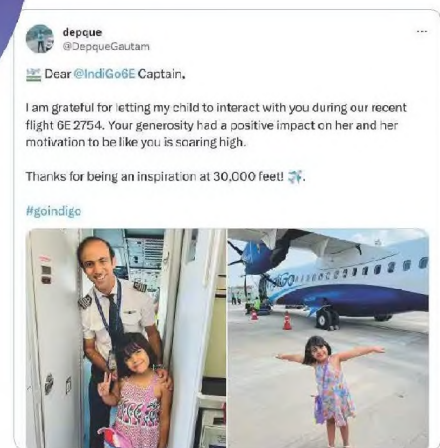 depque
@DepqueGautam
Dear @IndiGo6E Captain,
I am grateful for letting my child to interact with you during our recent
flight 6E 2754. Your generosity had a positive impact on her and her
motivation to be like you is soaring high.
Thanks for being an inspiration at 30,000 feet! ✈️.
#goindigo
IndiGo